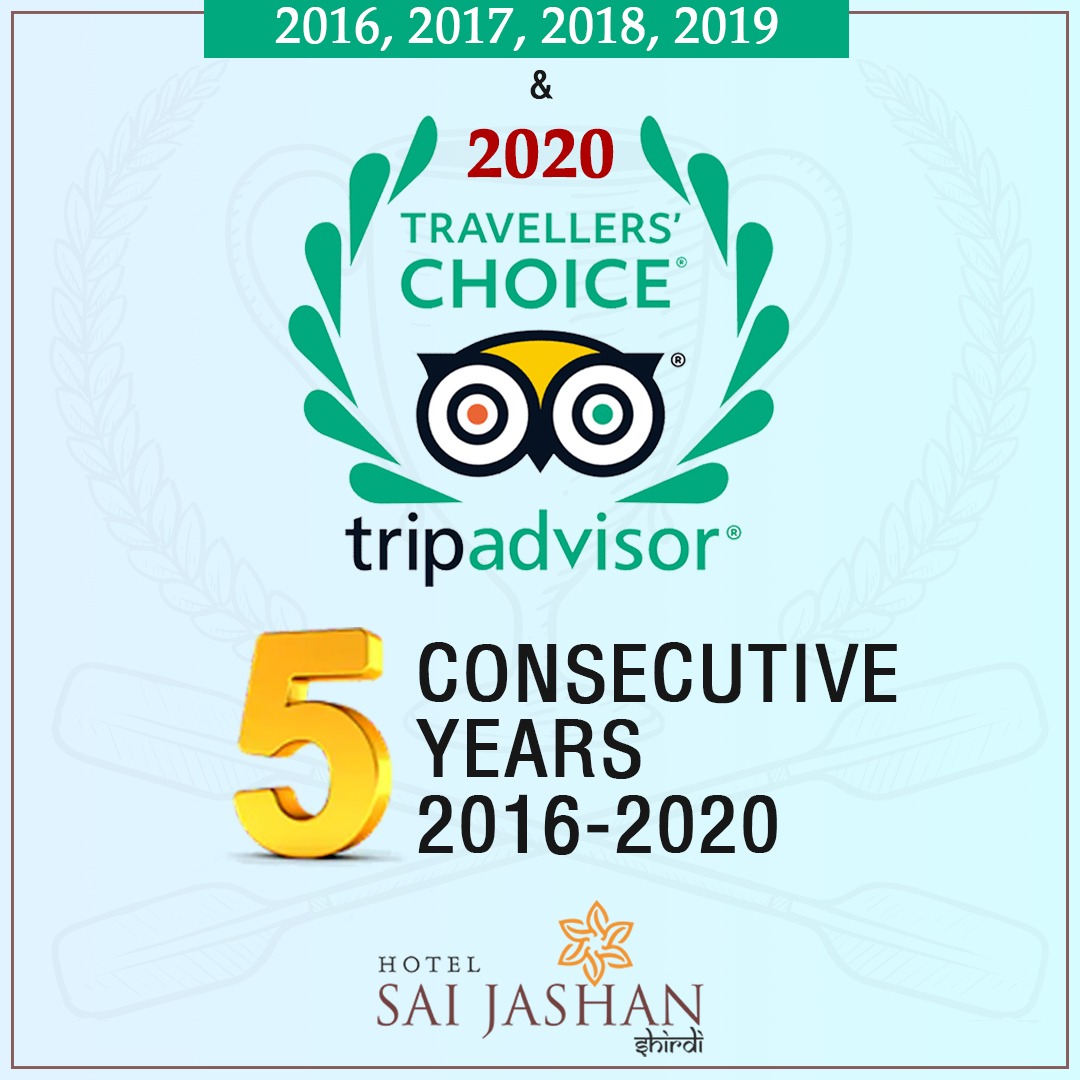 2016, 2017, 2018, 2019
&
2020
TRAVELLERS’
CHOICE®
®
tripadvisor®
5 CONSECUTIVE
YEARS
2016-2020
HOTEL
SAI JASHAN
shirdi